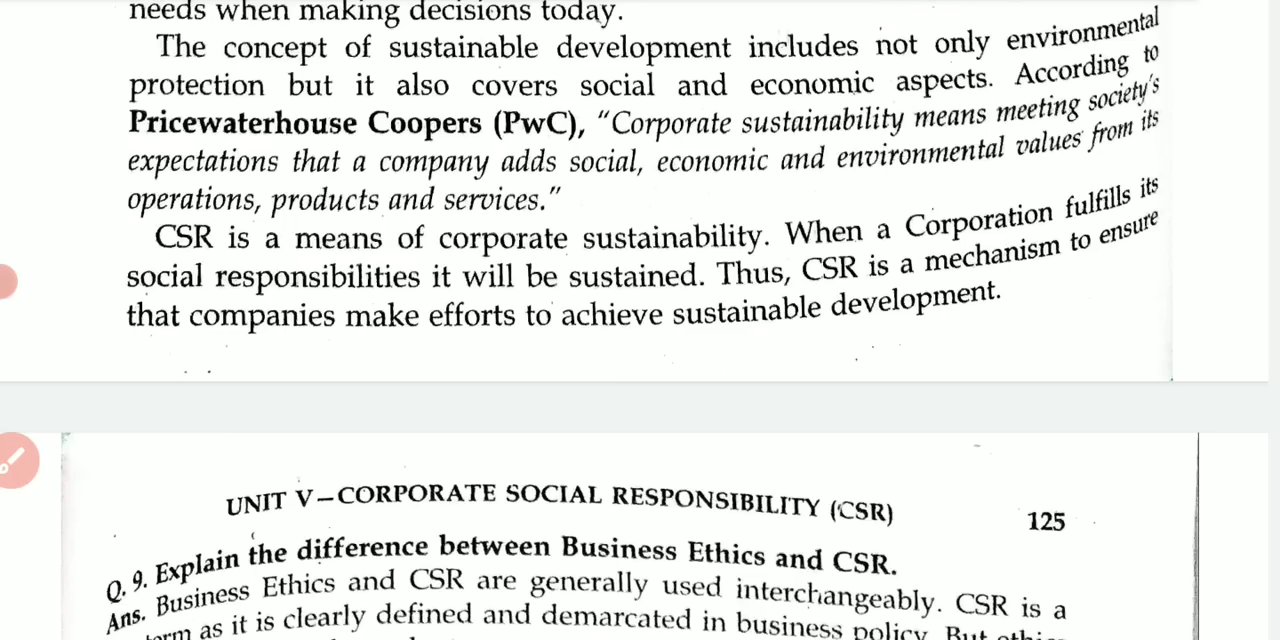 needs when making decisions today.
The concept of sustainable development includes not only environmental
protection but it also covers social and economic aspects. According to
Pricewaterhouse Coopers (PwC), "Corporate sustainability means meeting society's
expectations that a company adds social, economic and environmental values from its
operations, products and services."
CSR is a means of corporate sustainability. When a Corporation fulfills its
social responsibilities it will be sustained. Thus, CSR is a mechanism to ensure
that companies make efforts to achieve sustainable development.
UNIT V—CORPORATE SOCIAL RESPONSIBILITY (CSR) 125
Q. 9. Explain the difference between Business Ethics and CSR.
Ans. Business Ethics and CSR are generally used interchangeably. CSR is a
as it is clearly defined and demarcated in business policy. But